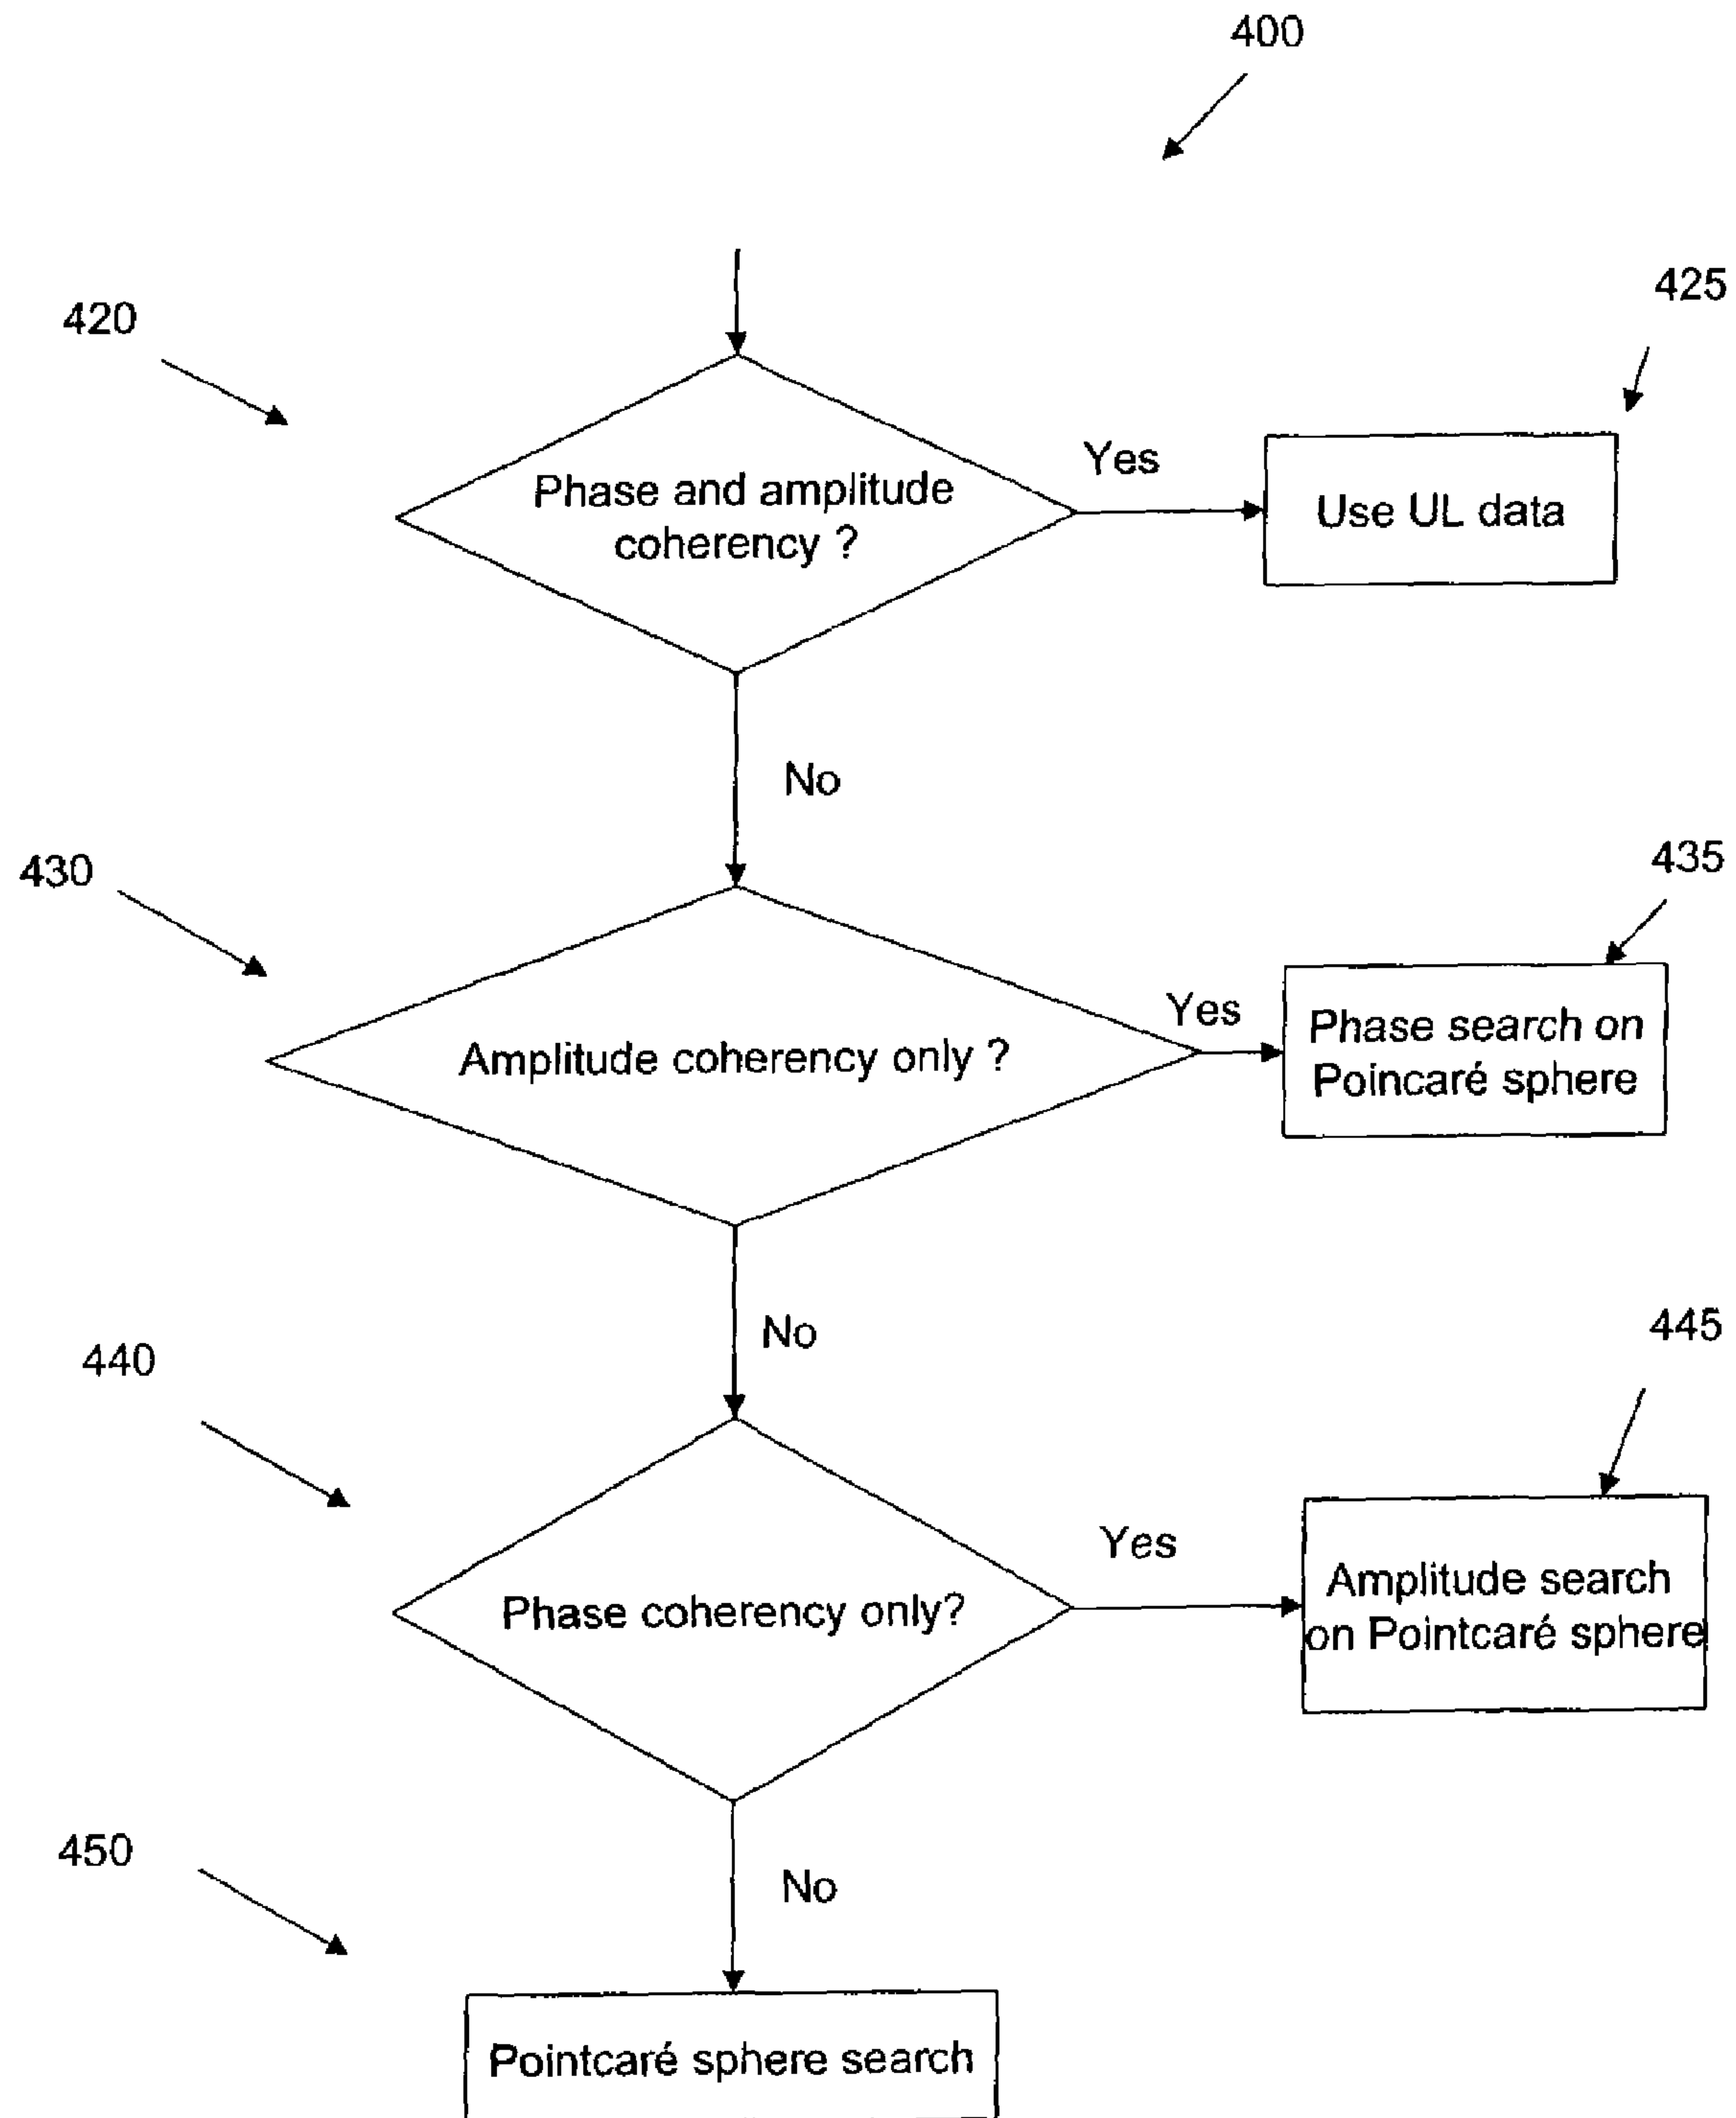 400
420
425
Phase and amplitude
coherency ?
Yes
Use UL data
No
430
435
Amplitude coherency only ?
Yes
Phase search on
Poincaré sphere
No
440
445
Phase coherency only?
Yes
Amplitude search
on Pointcaré sphere
No
450
Pointcaré sphere search